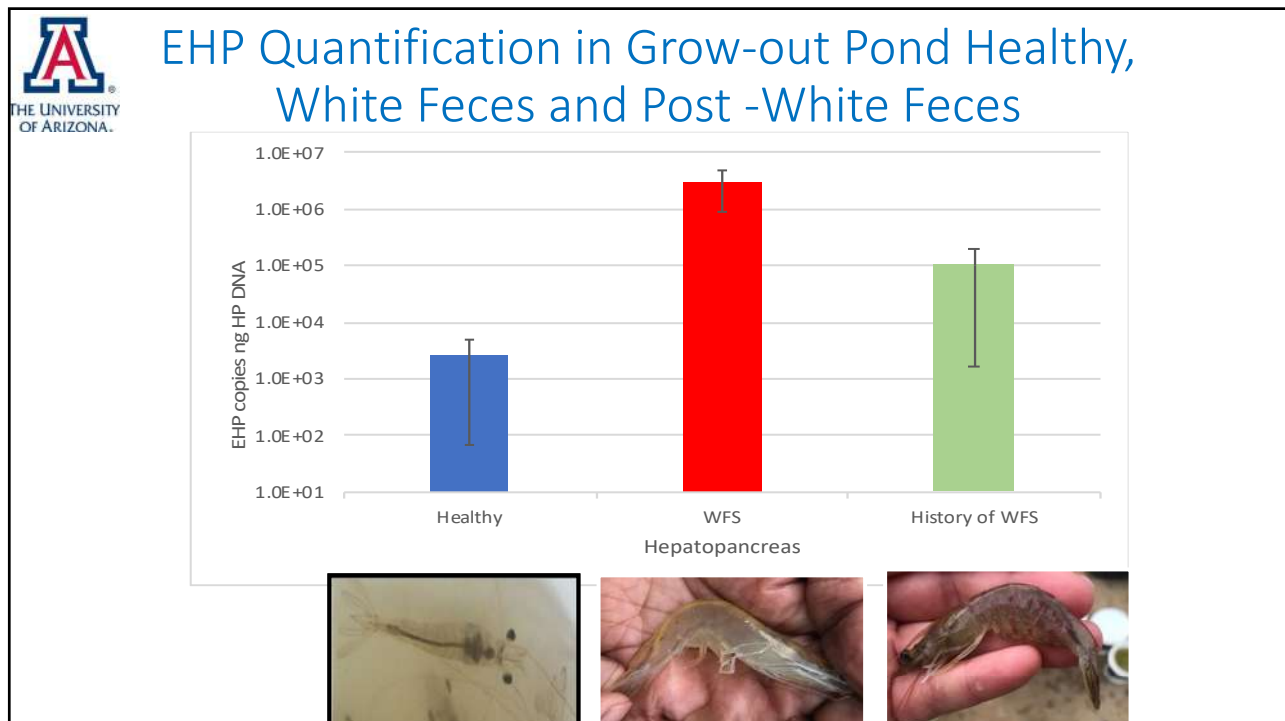 THE UNIVERSITY
OF ARIZONA®
EHP Quantification in Grow-out Pond Healthy,
White Feces and Post -White Feces
1.0E+07
1.0E+06
1.0E+05
1.0E+04
1.0E+03
1.0E+02
1.0E+01
EHP copies ng HP DNA
Healthy
WFS
History of WFS
Hepatopancreas